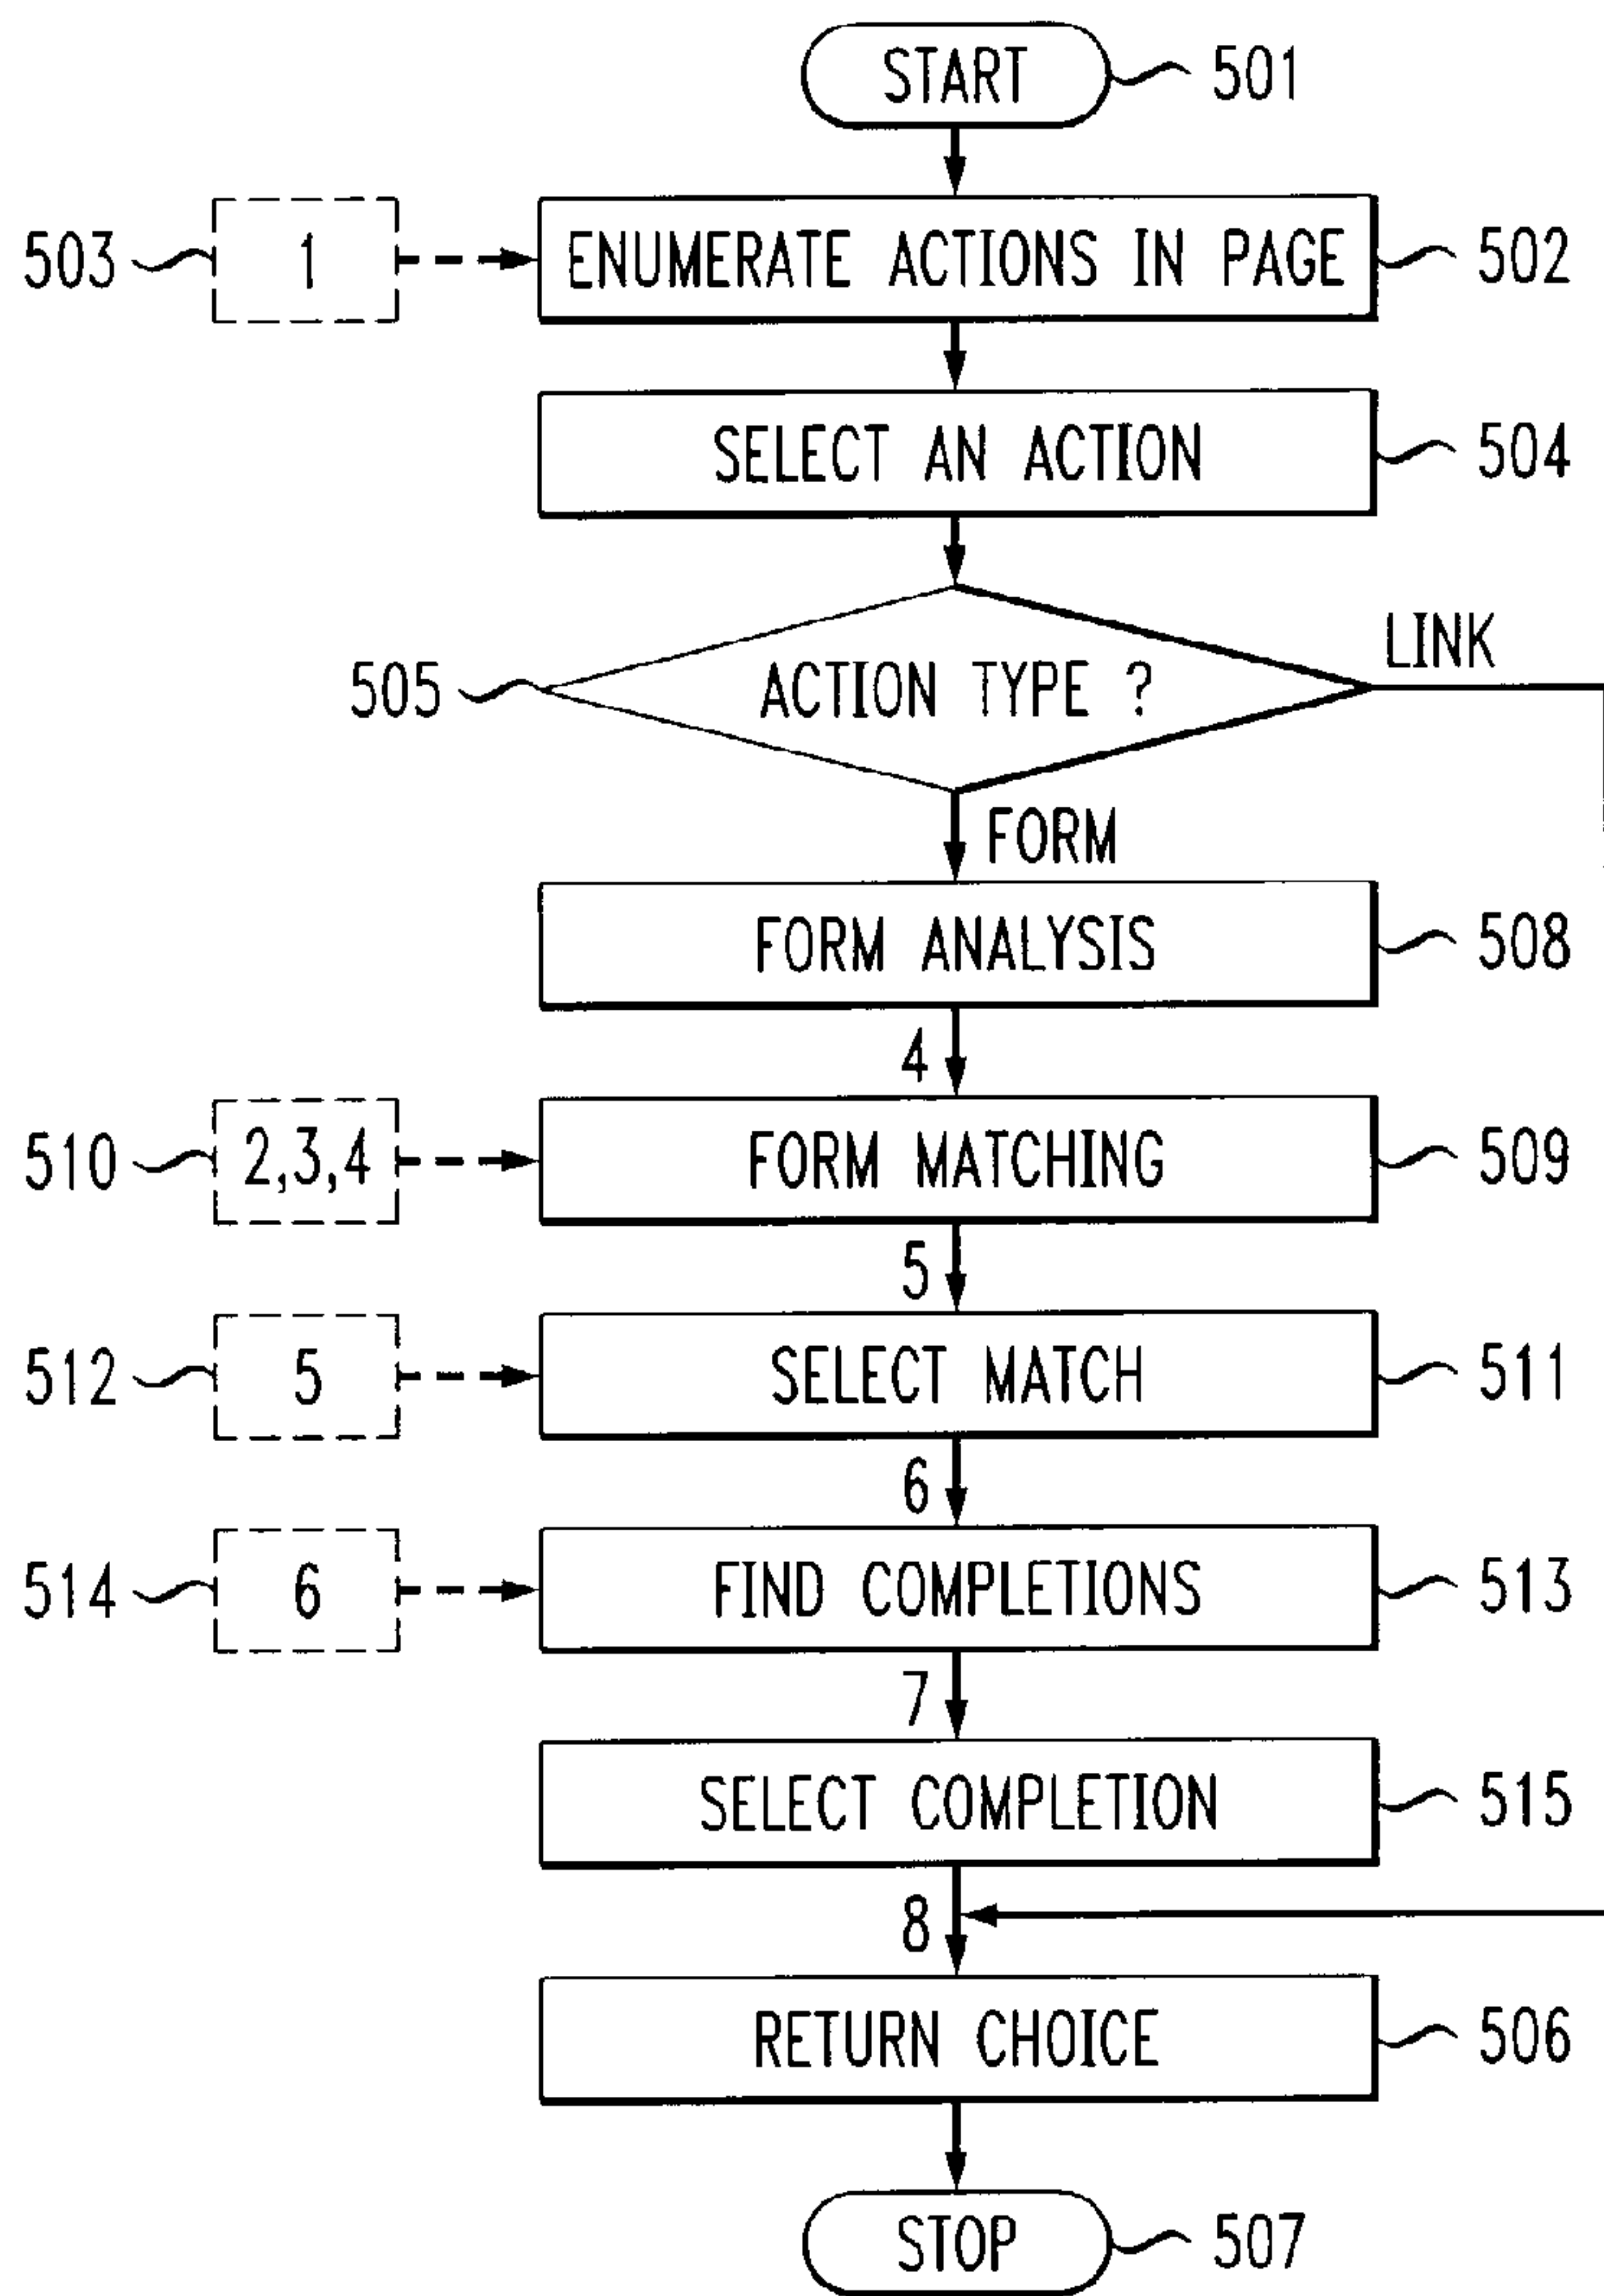 START 501
503 1 ENUMERATE ACTIONS IN PAGE 502
SELECT AN ACTION 504
LINK
505 ACTION TYPE ?
FORM
FORM ANALYSIS 508
4
510 2,3,4 FORM MATCHING 509
5
512 5 SELECT MATCH 511
6
514 6 FIND COMPLETIONS 513
7
SELECT COMPLETION 515
8
RETURN CHOICE 506
STOP 507